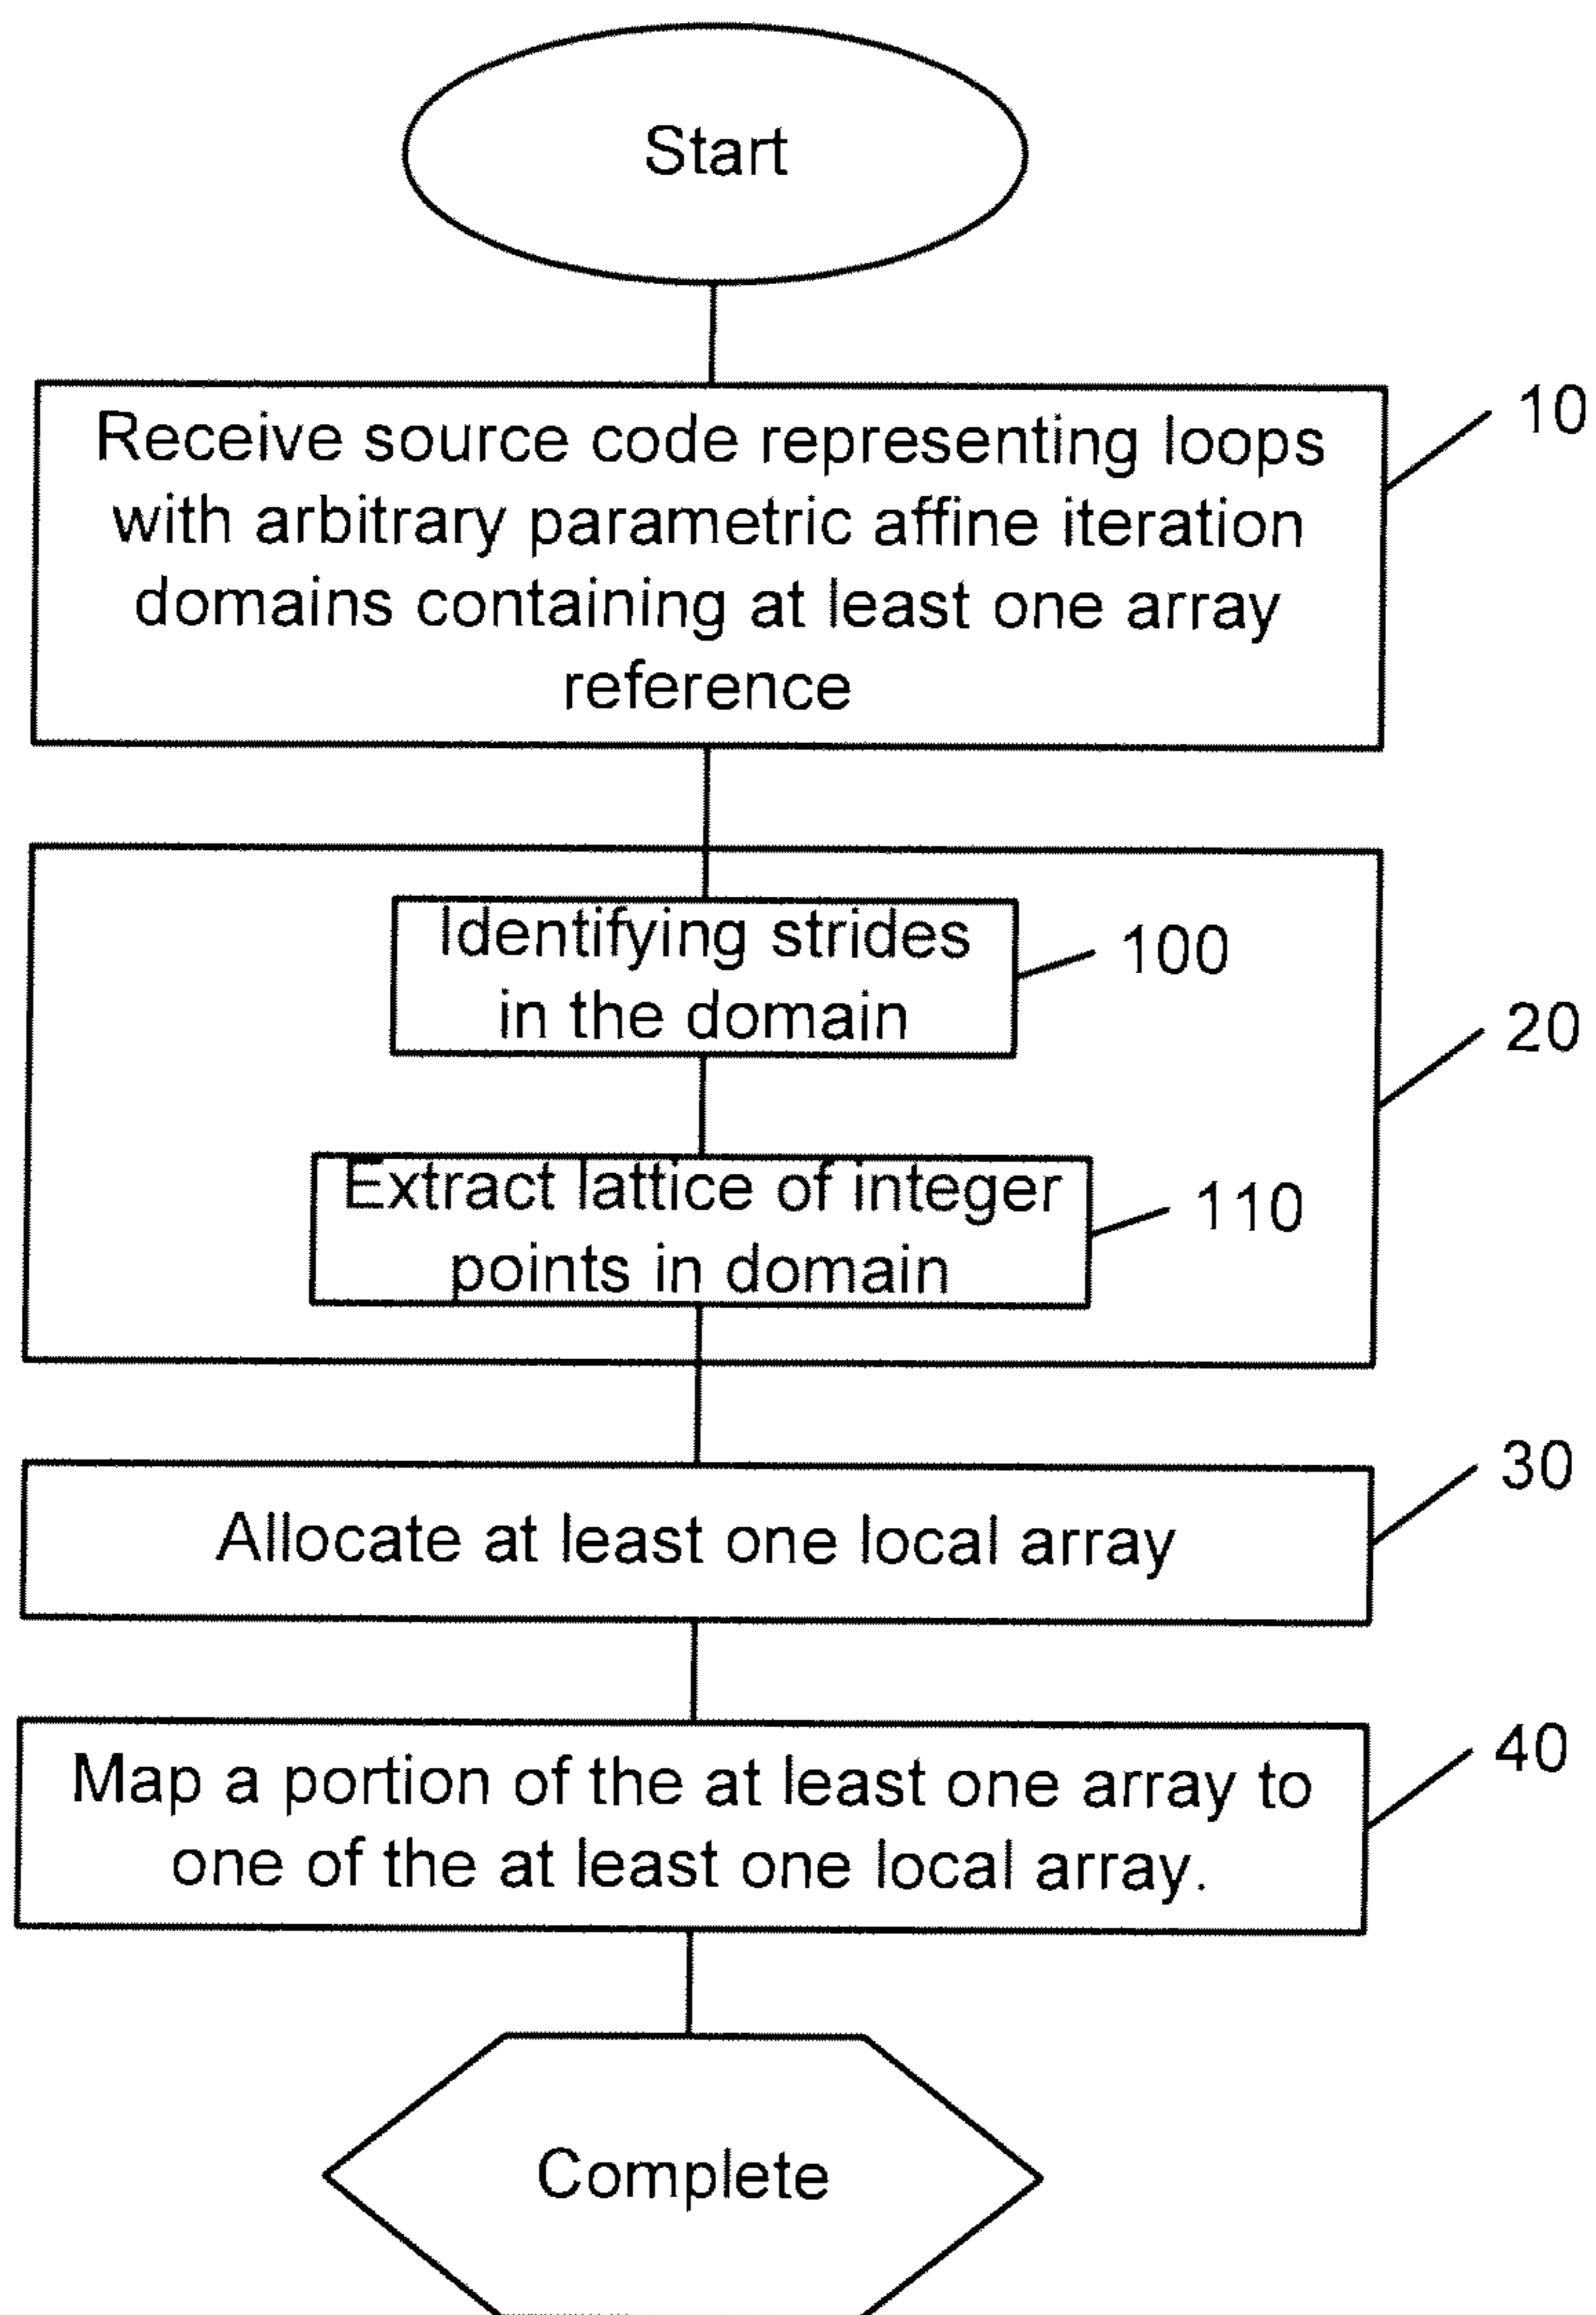 Start
Receive source code representing loops
with arbitrary parametric affine iteration
domains containing at least one array
reference
10
Identifying strides
in the domain
100
20
Extract lattice of integer
points in domain
110
Allocate at least one local array
30
Map a portion of the at least one array to
one of the at least one local array.
40
Complete